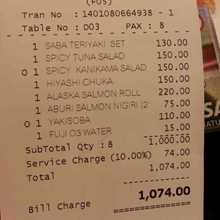 (POS)
Tran No : 1401080664938 - 1
Table No : D03 PAX : 8
1 SABA TERIYAKI SET 130.00
1 SPICY TUNA SALAD 150.00
O 1 SPICY KANIKAMA SALAD 150.00
1 HIYASHI CHUKA 150.00
1 ALASKA SALMON ROLL 220.00
1 ABURI SALMON NIGIRI (2 75.00
O 1 YAKISOBA 110.00
1 FUJI O3 WATER 15.00
SubTotal Qty : 8 1,000.00
Service Charge (10.00%) 74.00
Total 1,074.00
Bill Charge 1,074.00